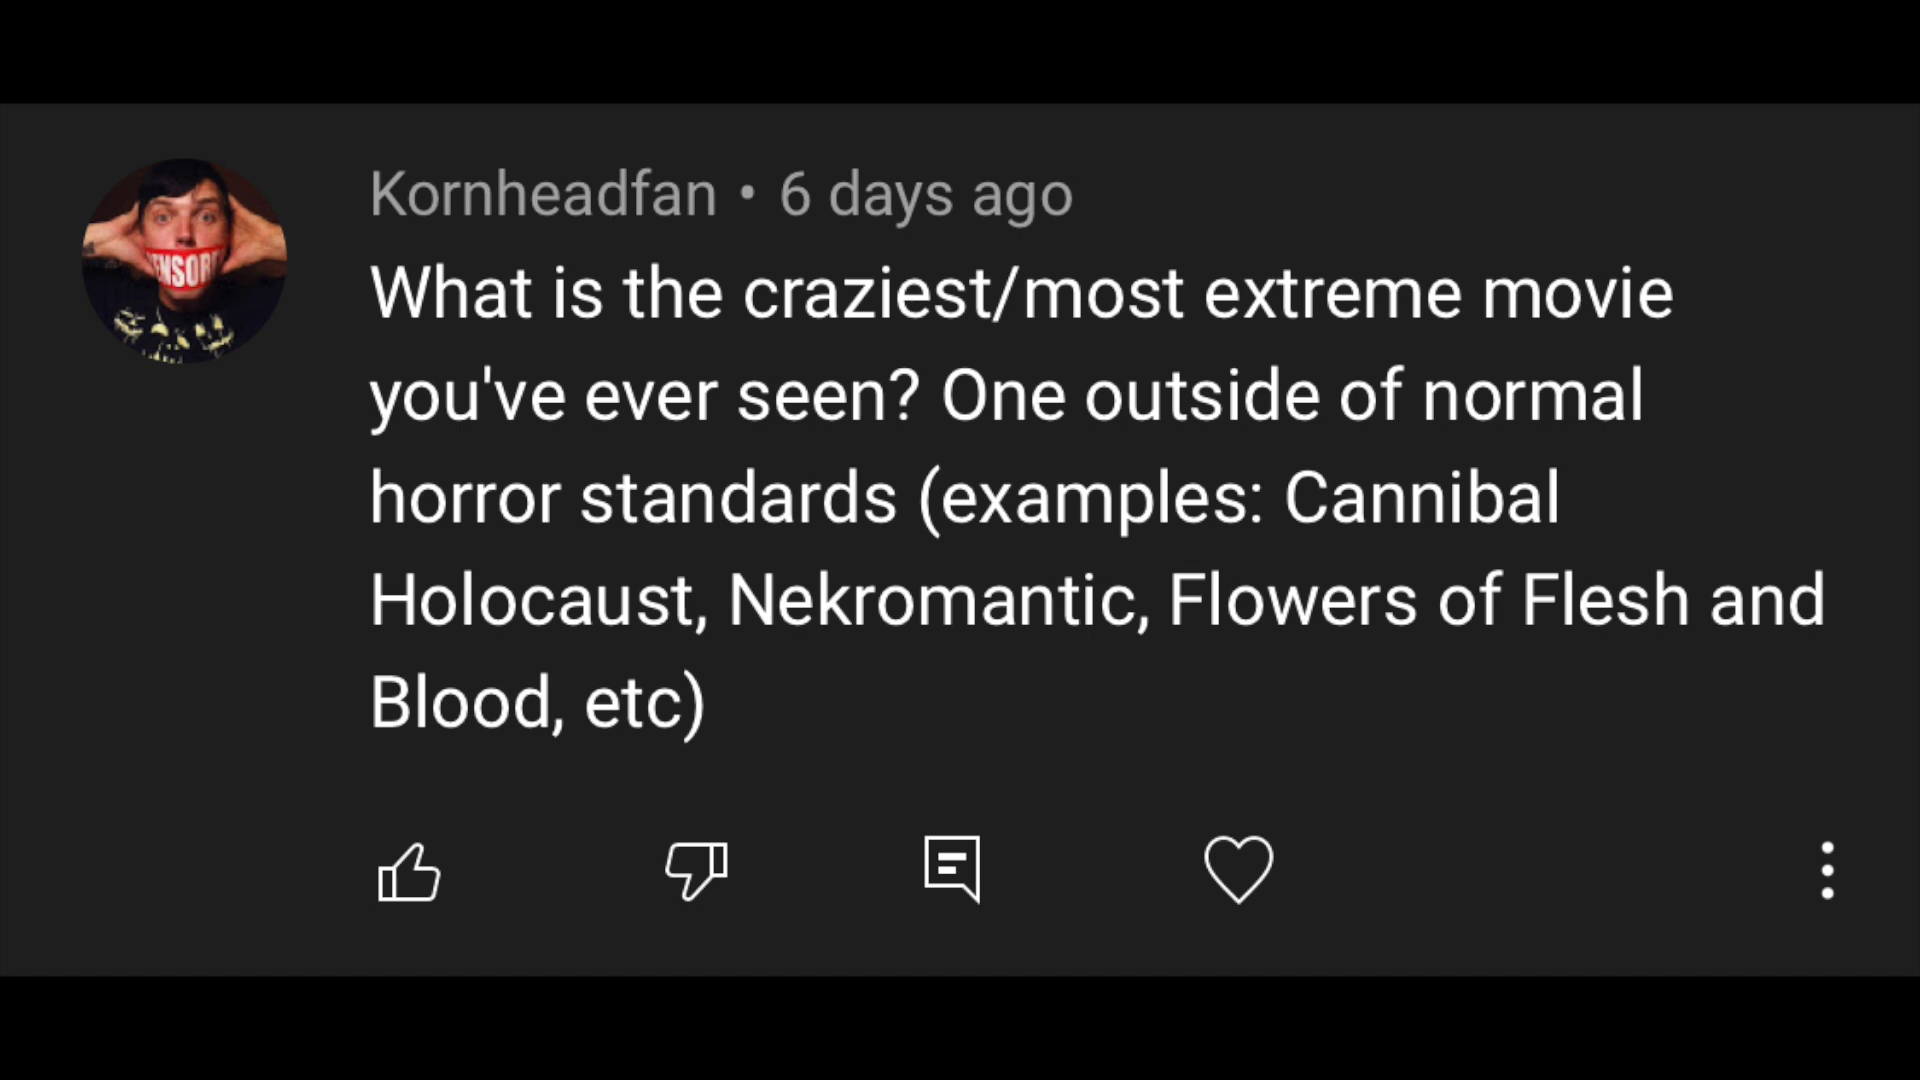 Kornheadfan • 6 days ago
ENSOR
What is the craziest/most extreme movie
you've ever seen? One outside of normal
horror standards (examples: Cannibal
Holocaust, Nekromantic, Flowers of Flesh and
Blood, etc)